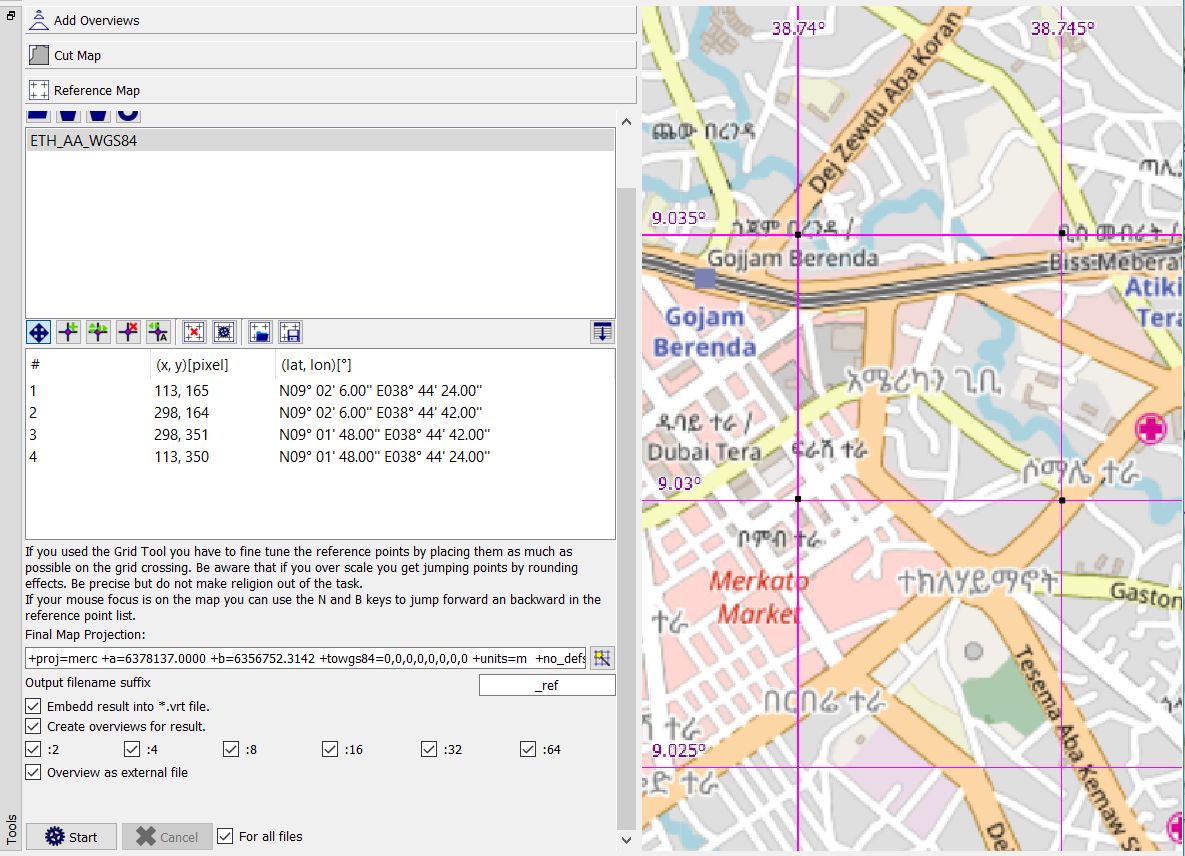 Add Overviews
Cut Map
Reference Map
ETH_AA_WGS84
# (x, y)[pixel] (lat, lon)[°]
1 113, 165 N09° 02' 6.00" E038° 44' 24.00"
2 298, 164 N09° 02' 6.00" E038° 44' 42.00"
3 298, 351 N09° 01' 48.00" E038° 44' 42.00"
4 113, 350 N09° 01' 48.00" E038° 44' 24.00"
If you used the Grid Tool you have to fine tune the reference points by placing them as much as
possible on the grid crossing. Be aware that if you over scale you get jumping points by rounding
effects. Be precise but do not make religion out of the task.
If your mouse focus is on the map you can use the N and B keys to jump forward an backward in the
reference point list.
Final Map Projection:
+proj=merc +a=6378137.0000 +b=6356752.3142 +towgs84=0,0,0,0,0,0,0,0 +units=m +no_defs
Output filename suffix
_ref
Embedd result into *.vrt file.
Create overviews for result.
:2 :4 :8 :16 :32 :64
Overview as external file
Start
Cancel
For all files
Tools
38.74°
38.745°
Dej Zewdu Aba Koran
ጨው በረንዳ
9.035°
ጎጃም በረንዳ /
Gojjam Berenda
Biss Mebera
Gojam
Berenda
Atiki
Tera
አሜሪካን ጊቢ
ዱባይ ተራ /
Dubai Tera
ፍራሽ ተራ
9.03°
ሶማሌ ተራ
ቦምብ ተራ
Merkato
Market
ተክለሃይማኖት
Gaston
ተራ
በርበሬ ተራ
Tesema Aba Kemaw S
9.025°
ተራ
De